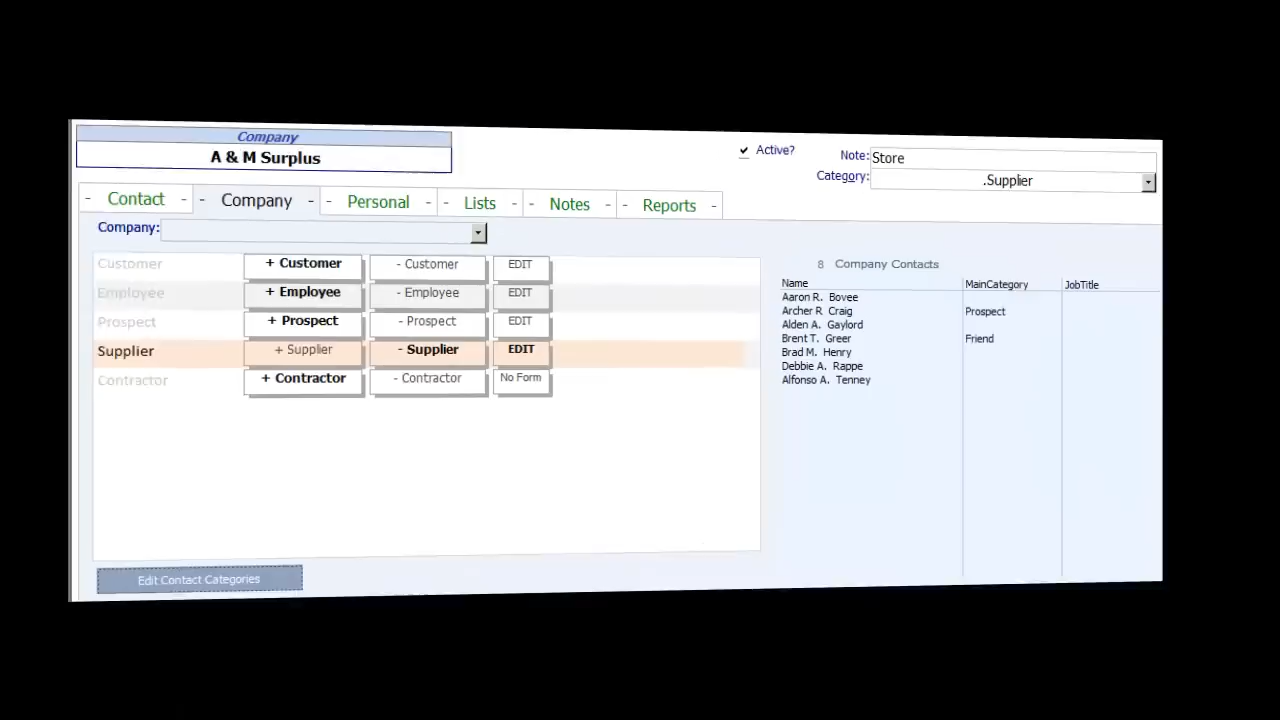 Company
A & M Surplus
✓ Active?
Note: Store
Category: .Supplier
- Contact - - Company - - Personal - - Lists - - Notes - - Reports -
Company:
Customer + Customer - Customer EDIT
Employee + Employee - Employee EDIT
Prospect + Prospect - Prospect EDIT
Supplier + Supplier - Supplier EDIT
Contractor + Contractor - Contractor No Form
Edit Contact Categories
8 Company Contacts
Name MainCategory JobTitle
Aaron R. Bovee
Archer R Craig Prospect
Alden A. Gaylord
Brent T. Greer Friend
Brad M. Henry
Debbie A. Rappe
Alfonso A. Tenney